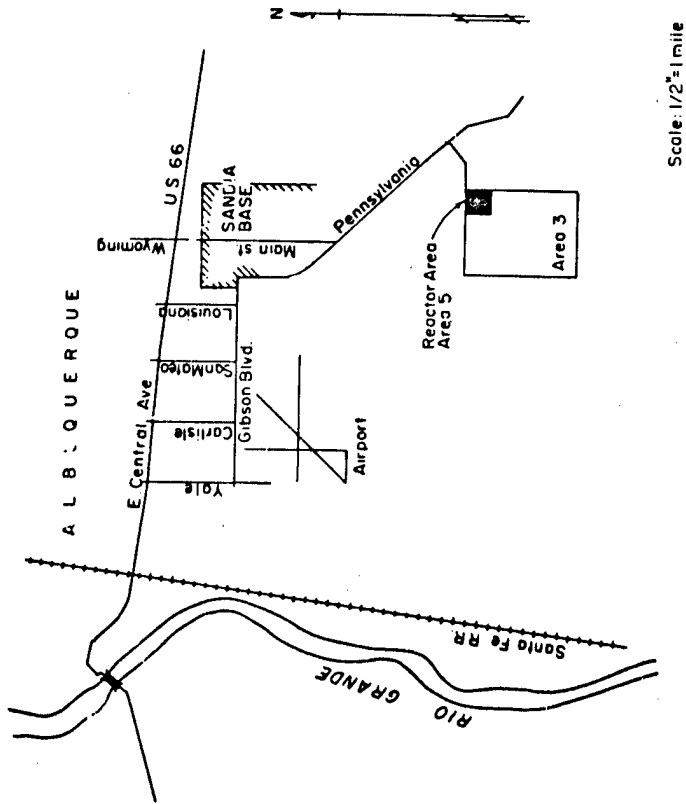 N
ALBUQUERQUE
US 66
E. Central Ave
Wyoming
SANDIA
BASE
Main st
Louisiana
San Mateo
Carlisle
Yale
Gibson Blvd.
Pennsylvania
Airport
Reactor Area
Area 5
Area 3
Santa Fe RR
RIO
GRANDE
Scale: 1/2"=1 mile